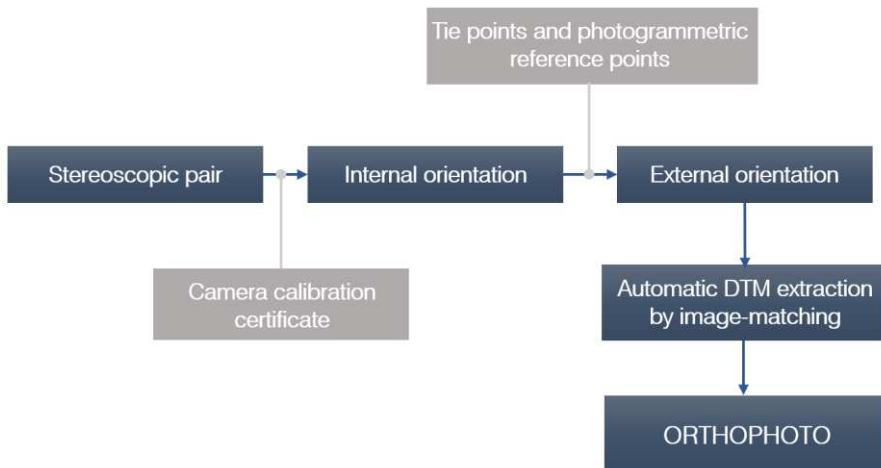 Tie points and photogrammetric
reference points
Stereoscopic pair
Internal orientation
External orientation
Camera calibration
certificate
Automatic DTM extraction
by image-matching
ORTHOPHOTO